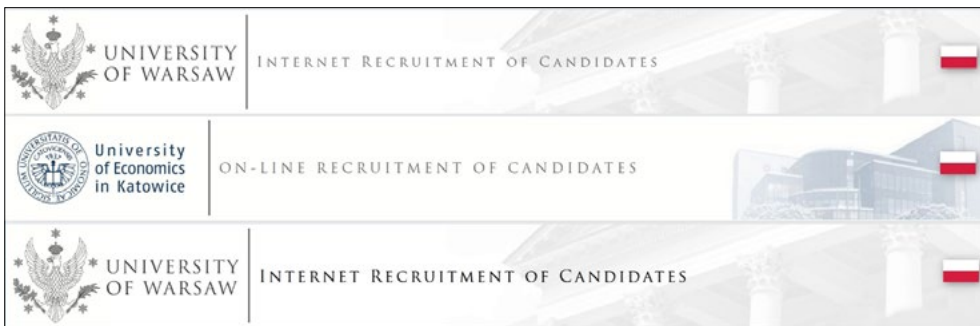 UNIVERSITY
OF WARSAW
INTERNET RECRUITMENT OF CANDIDATES
University
of Economics
in Katowice
ON-LINE RECRUITMENT OF CANDIDATES
UNIVERSITY
OF WARSAW
INTERNET RECRUITMENT OF CANDIDATES